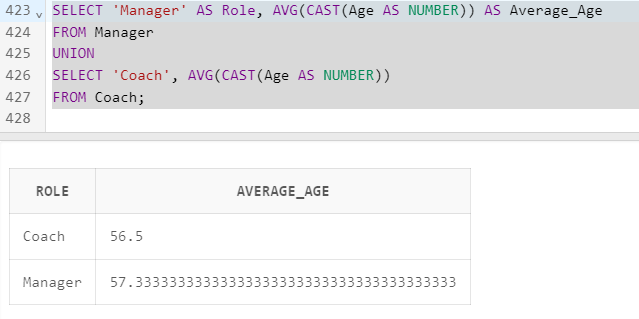 423 SELECT 'Manager' AS Role, AVG(CAST(Age AS NUMBER)) AS Average_Age
424 FROM Manager
425 UNION
426 SELECT 'Coach', AVG(CAST(Age AS NUMBER))
427 FROM Coach;
428
ROLE AVERAGE_AGE
Coach 56.5
Manager 57.33333333333333333333333333333333333333